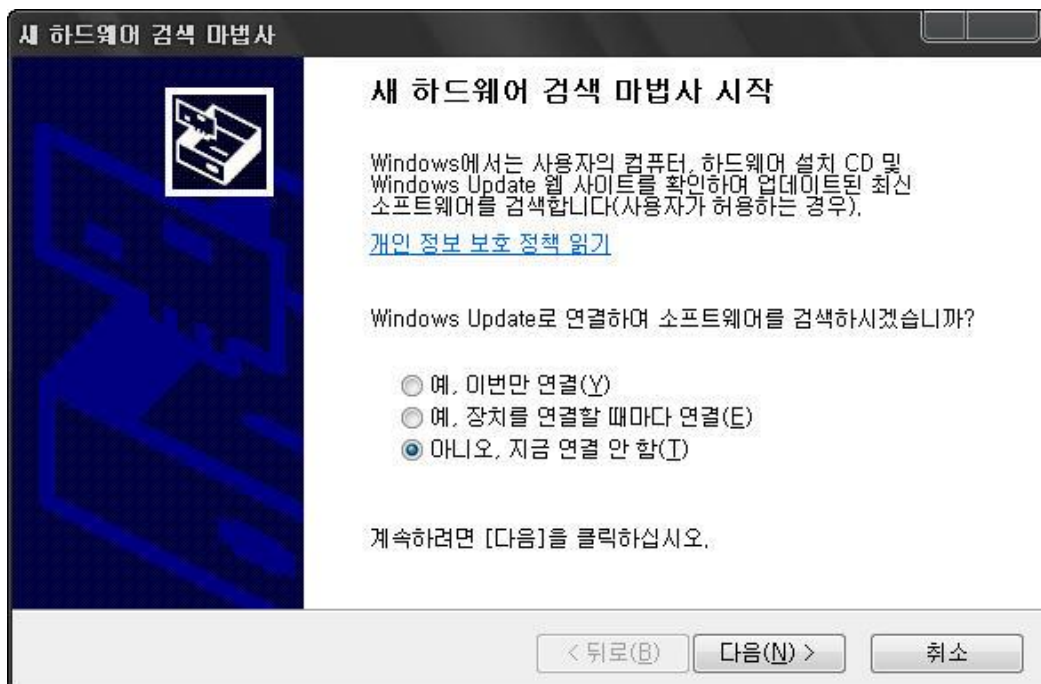 새 하드웨어 검색 마법사
새 하드웨어 검색 마법사 시작
Windows에서는 사용자의 컴퓨터, 하드웨어 설치 CD 및
Windows Update 웹 사이트를 확인하여 업데이트된 최신
소프트웨어를 검색합니다(사용자가 허용하는 경우).
개인 정보 보호 정책 읽기
Windows Update로 연결하여 소프트웨어를 검색하시겠습니까?
예, 이번만 연결(Y)
예, 장치를 연결할 때마다 연결(E)
아니오, 지금 연결 안 함(T)
계속하려면 [다음]을 클릭하십시오.
< 뒤로(B) 다음(N) > 취소